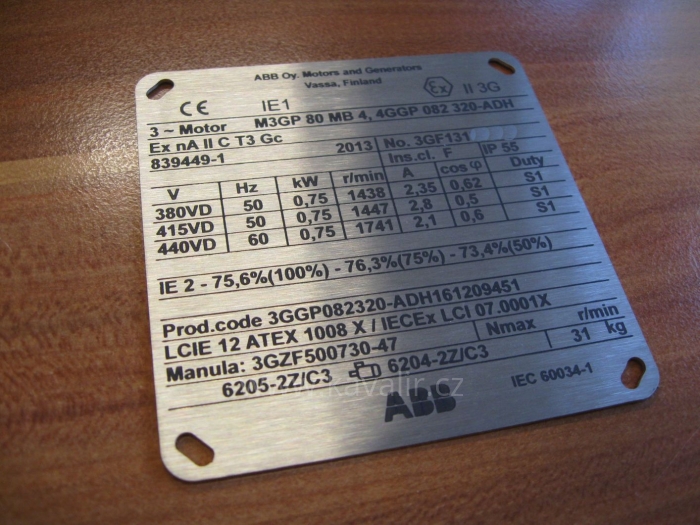 ABB Oy. Motors and Generators
Vassa, Finland
CE IE1 Ex II 3G
3 ~ Motor M3GP 80 MB 4, 4GGP 082 320-ADH
Ex nA II C T3 Gc
839449-1 2013 No. 3GF131
Ins.cl. F IP 55
V Hz kW r/min A cos φ Duty
380VD 50 0,75 1438 2,35 0,62 S1
415VD 50 0,75 1447 2,8 0,5 S1
440VD 60 0,75 1741 2,1 0,6 S1
IE 2 - 75,6%(100%) - 76,3%(75%) - 73,4%(50%)
Prod.code 3GGP082320-ADH161209451
LCIE 12 ATEX 1008 X / IECEx LCI 07.0001X
Manula: 3GZF500730-47 Nmax r/min
6205-2Z/C3 6204-2Z/C3 31 kg
ABB IEC 60034-1
kavalir.cz